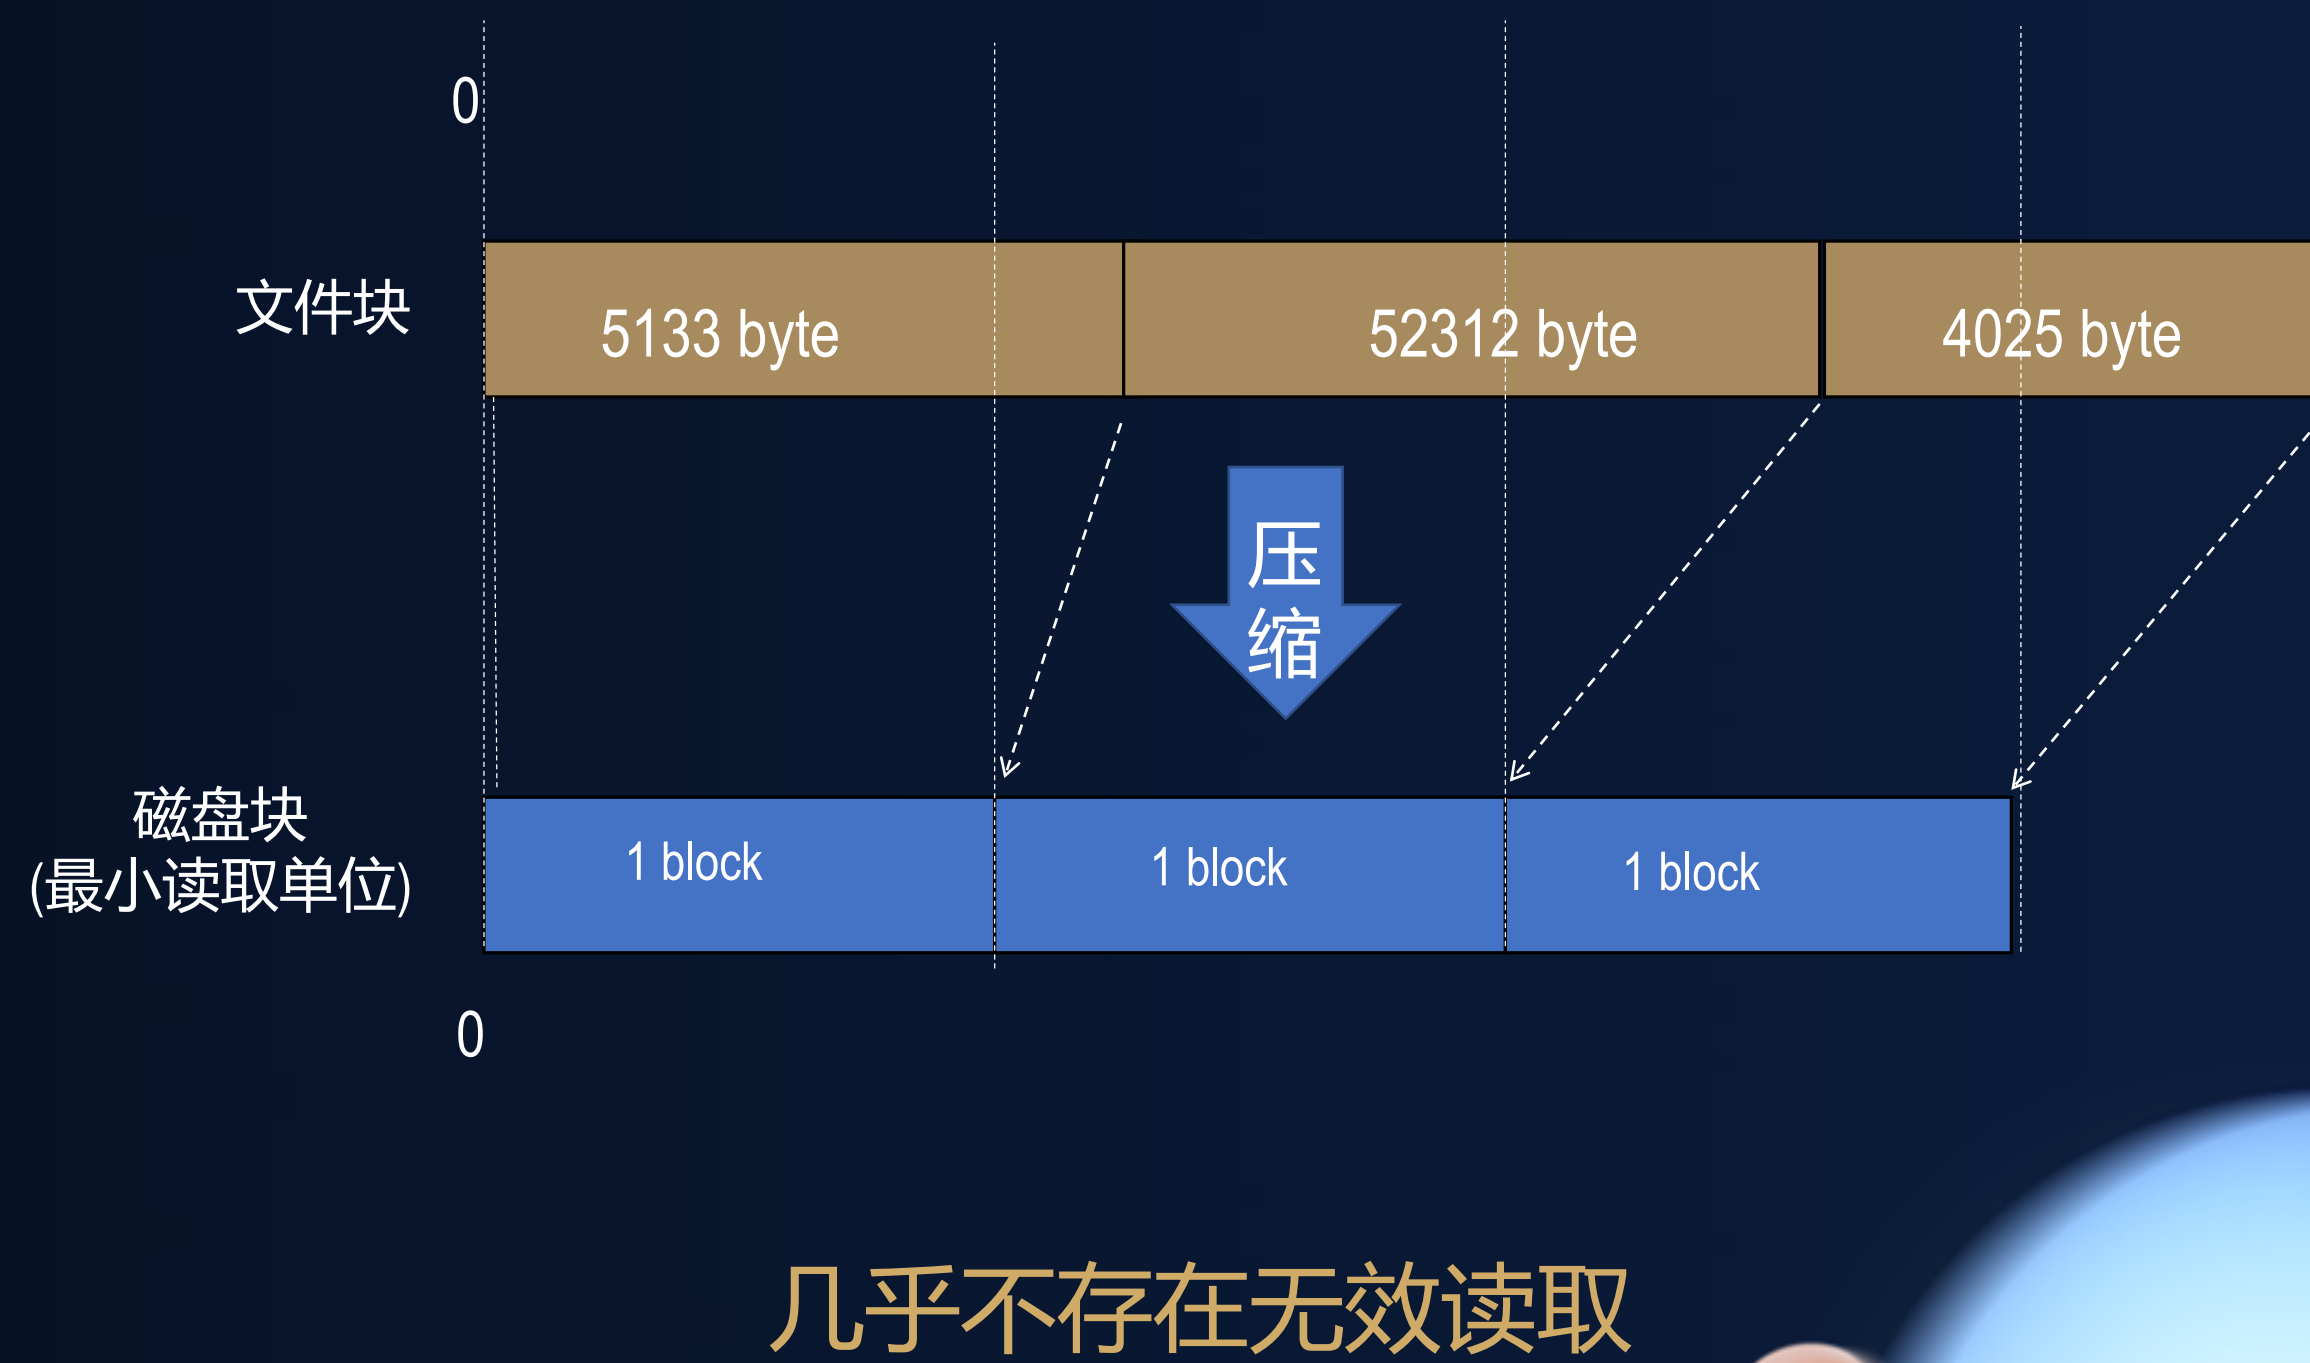 0
文件块
5133 byte
52312 byte
4025 byte
压
缩
磁盘块
(最小读取单位)
1 block
1 block
1 block
0
几乎不存在无效读取